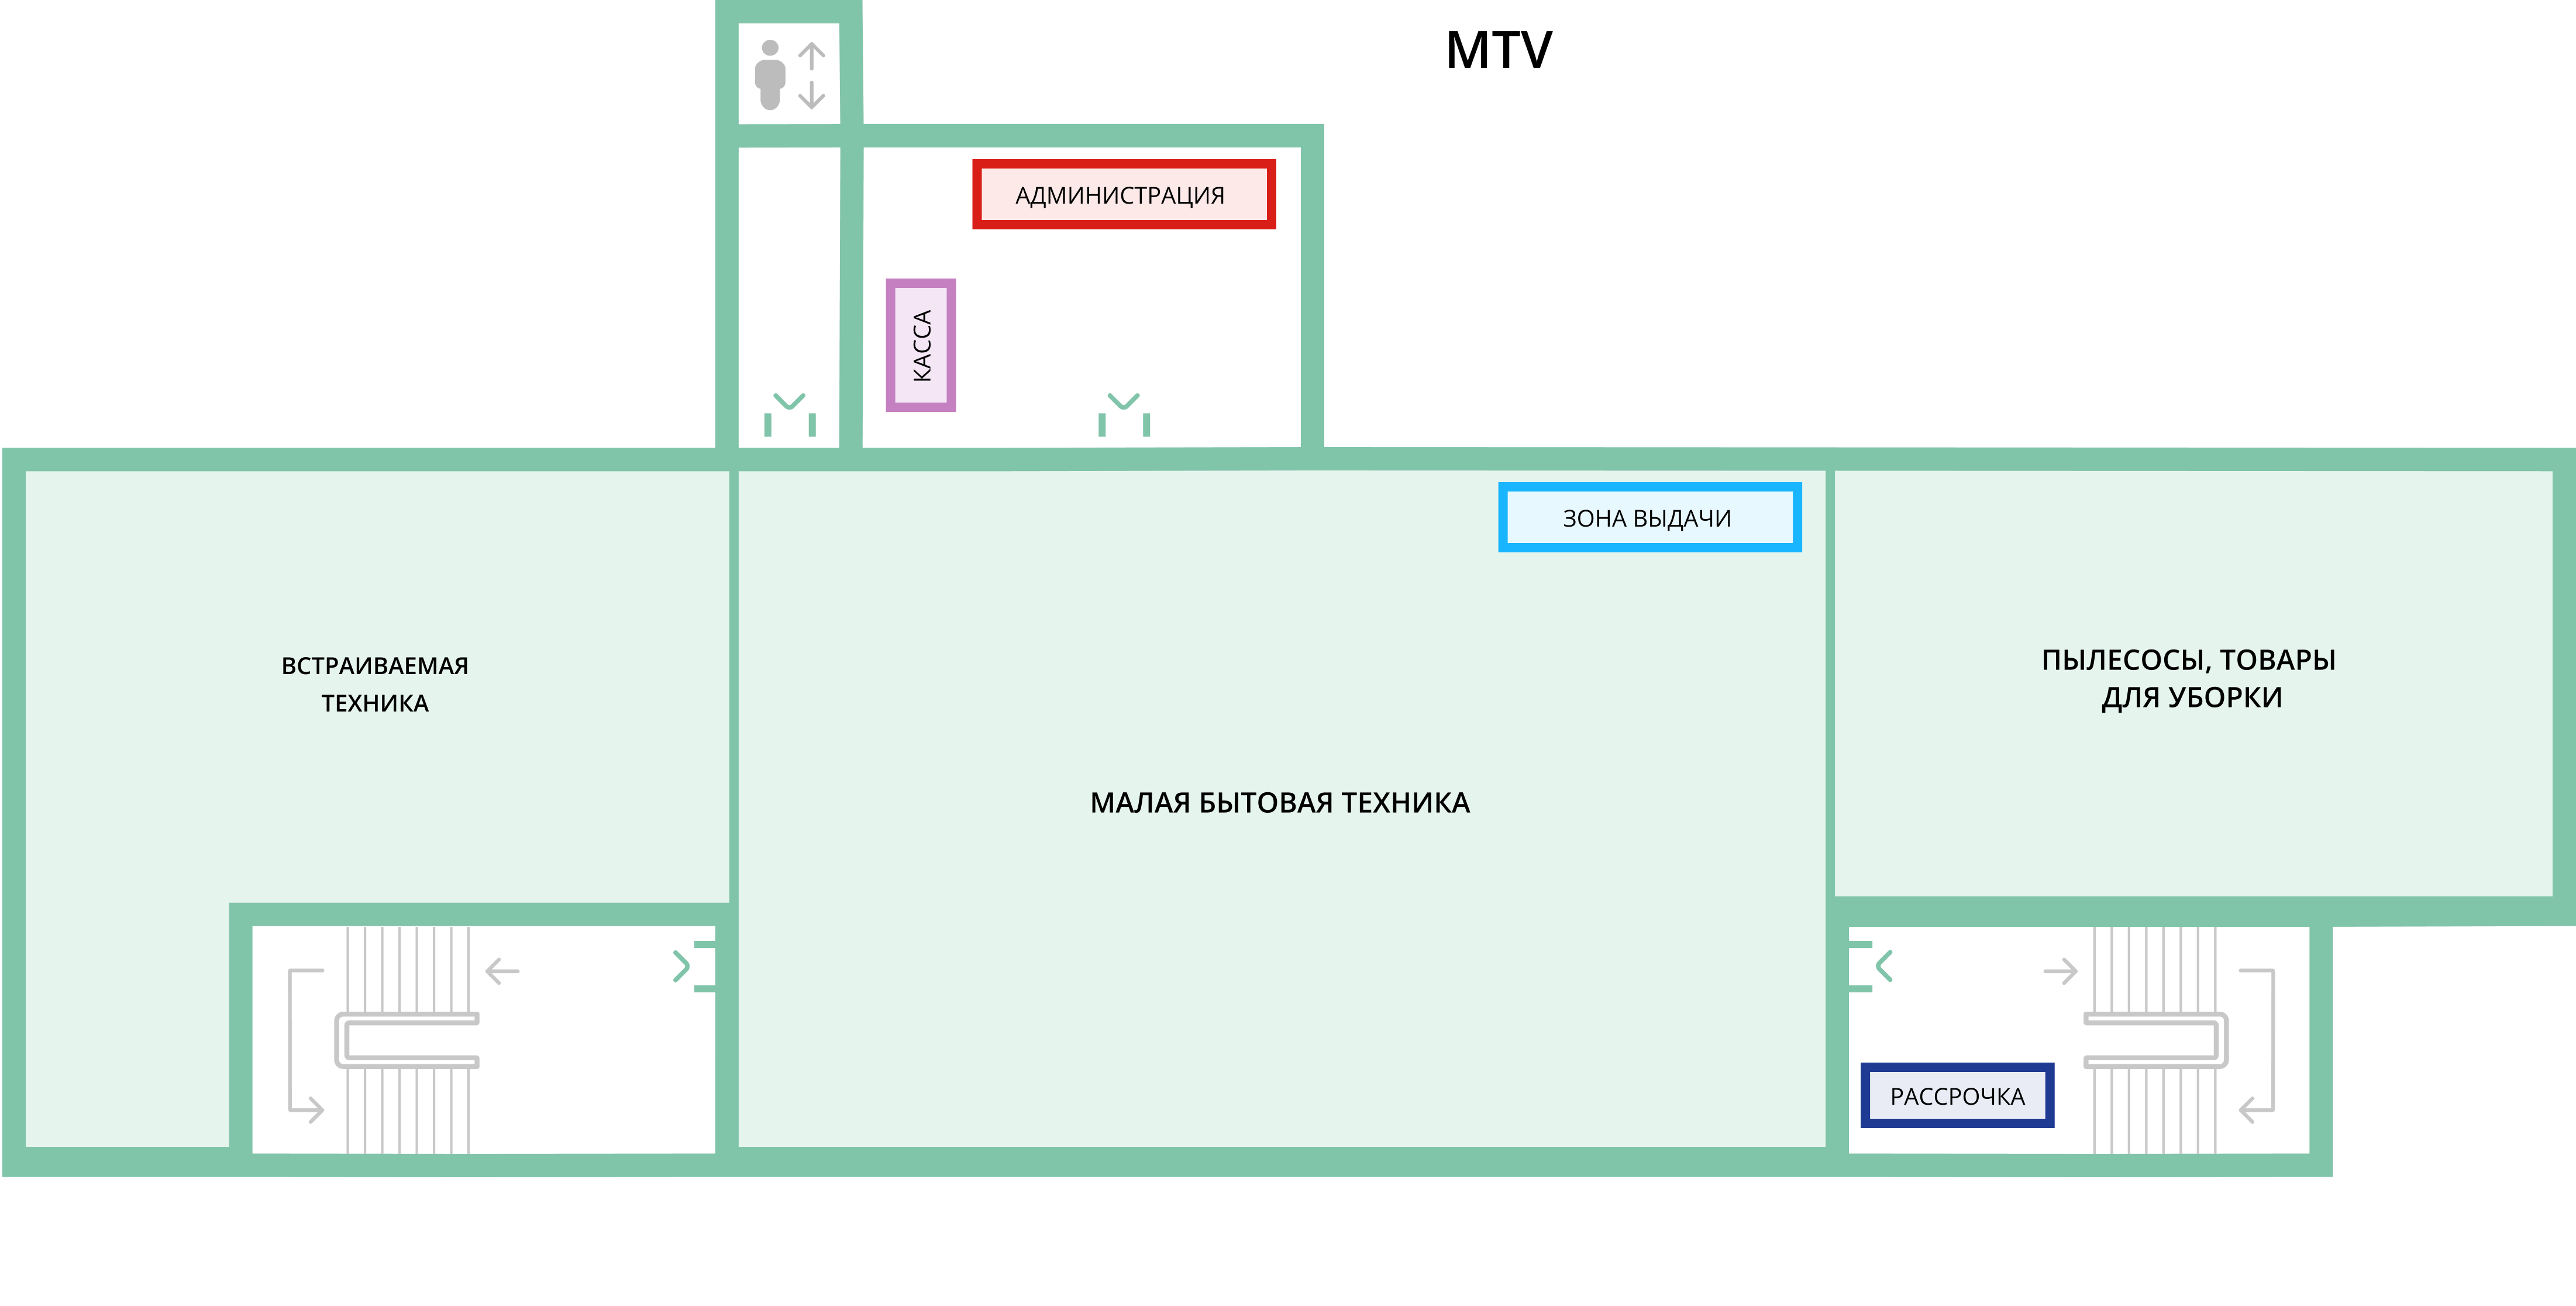 MTV
АДМИНИСТРАЦИЯ
КАССА
ЗОНА ВЫДАЧИ
ВСТРАИВАЕМАЯ
ТЕХНИКА
МАЛАЯ БЫТОВАЯ ТЕХНИКА
ПЫЛЕСОСЫ, ТОВАРЫ
ДЛЯ УБОРКИ
РАССРОЧКА